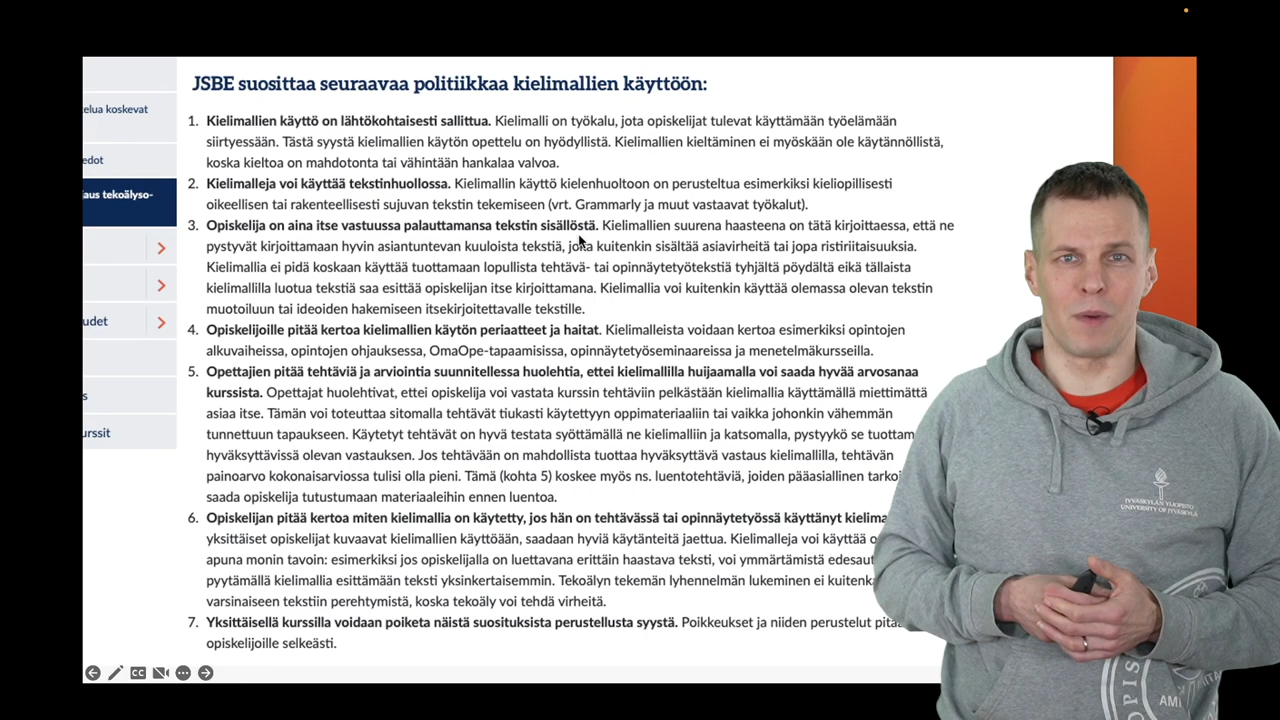 JSBE suosittaa seuraavaa politiikkaa kielimallien käyttöön:
elua koskevat
edot
aus tekoälyso-
udet
s
urssit
1. Kielimallien käyttö on lähtökohtaisesti sallittua. Kielimalli on työkalu, jota opiskelijat tulevat käyttämään työelämään
siirtyessään. Tästä syystä kielimallien käytön opettelu on hyödyllistä. Kielimallien kieltäminen ei myöskään ole käytännöllistä,
koska kieltoa on mahdotonta tai vähintään hankalaa valvoa.
2. Kielimalleja voi käyttää tekstinhuollossa. Kielimallin käyttö kielenhuoltoon on perusteltua esimerkiksi kieliopillisesti
oikeellisen tai rakenteellisesti sujuvan tekstin tekemiseen (vrt. Grammarly ja muut vastaavat työkalut).
3. Opiskelija on aina itse vastuussa palauttamansa tekstin sisällöstä. Kielimallien suurena haasteena on tätä kirjoittaessa, että ne
pystyvät kirjoittamaan hyvin asiantuntevan kuuloista tekstiä, joka kuitenkin sisältää asiavirheitä tai jopa ristiriitaisuuksia.
Kielimallia ei pidä koskaan käyttää tuottamaan lopullista tehtävä- tai opinnäytetyötekstiä tyhjältä pöydältä eikä tällaista
kielimallilla luotua tekstiä saa esittää opiskelijan itse kirjoittamana. Kielimallia voi kuitenkin käyttää olemassa olevan tekstin
muotoiluun tai ideoiden hakemiseen itsekirjoitettavalle tekstille.
4. Opiskelijoille pitää kertoa kielimallien käytön periaatteet ja haitat. Kielimalleista voidaan kertoa esimerkiksi opintojen
alkuvaiheissa, opintojen ohjauksessa, OmaOpe-tapaamisissa, opinnäytetyöseminaareissa ja menetelmäkursseilla.
5. Opettajien pitää tehtäviä ja arviointia suunnitellessa huolehtia, ettei kielimallilla huijaamalla voi saada hyvää arvosanaa
kurssista. Opettajat huolehtivat, ettei opiskelija voi vastata kurssin tehtäviin pelkästään kielimallia käyttämällä miettimättä
asiaa itse. Tämän voi toteuttaa sitomalla tehtävät tiukasti käytettyyn oppimateriaaliin tai vaikka johonkin vähemmän
tunnettuun tapaukseen. Käytetyt tehtävät on hyvä testata syöttämällä ne kielimalliin ja katsomalla, pystyykö se tuottam
hyväksyttävissä olevan vastauksen. Jos tehtävään on mahdollista tuottaa hyväksyttävä vastaus kielimallilla, tehtävän
painoarvo kokonaisarviossa tulisi olla pieni. Tämä (kohta 5) koskee myös ns. luentotehtäviä, joiden pääasiallinen tarkoi
saada opiskelija tutustumaan materiaaleihin ennen luentoa.
6. Opiskelijan pitää kertoa miten kielimallia on käytetty, jos hän on tehtävässä tai opinnäytetyössä käyttänyt kielima
yksittäiset opiskelijat kuvaavat kielimallien käyttöään, saadaan hyviä käytänteitä jaettua. Kielimalleja voi käyttää o
apuna monin tavoin: esimerkiksi jos opiskelijalla on luettavana erittäin haastava teksti, voi ymmärtämistä edesaut
pyytämällä kielimallia esittämään teksti yksinkertaisemmin. Tekoälyn tekemän lyhennelmän lukeminen ei kuitenka
varsinaiseen tekstiin perehtymistä, koska tekoäly voi tehdä virheitä.
7. Yksittäisellä kurssilla voidaan poiketa näistä suosituksista perustellusta syystä. Poikkeukset ja niiden perustelut pitä
opiskelijoille selkeästi.
CC
JYVÄSKYLÄN YLIOPISTO
UNIVERSITY OF JYVÄSKYLÄ
OPIS
AMI